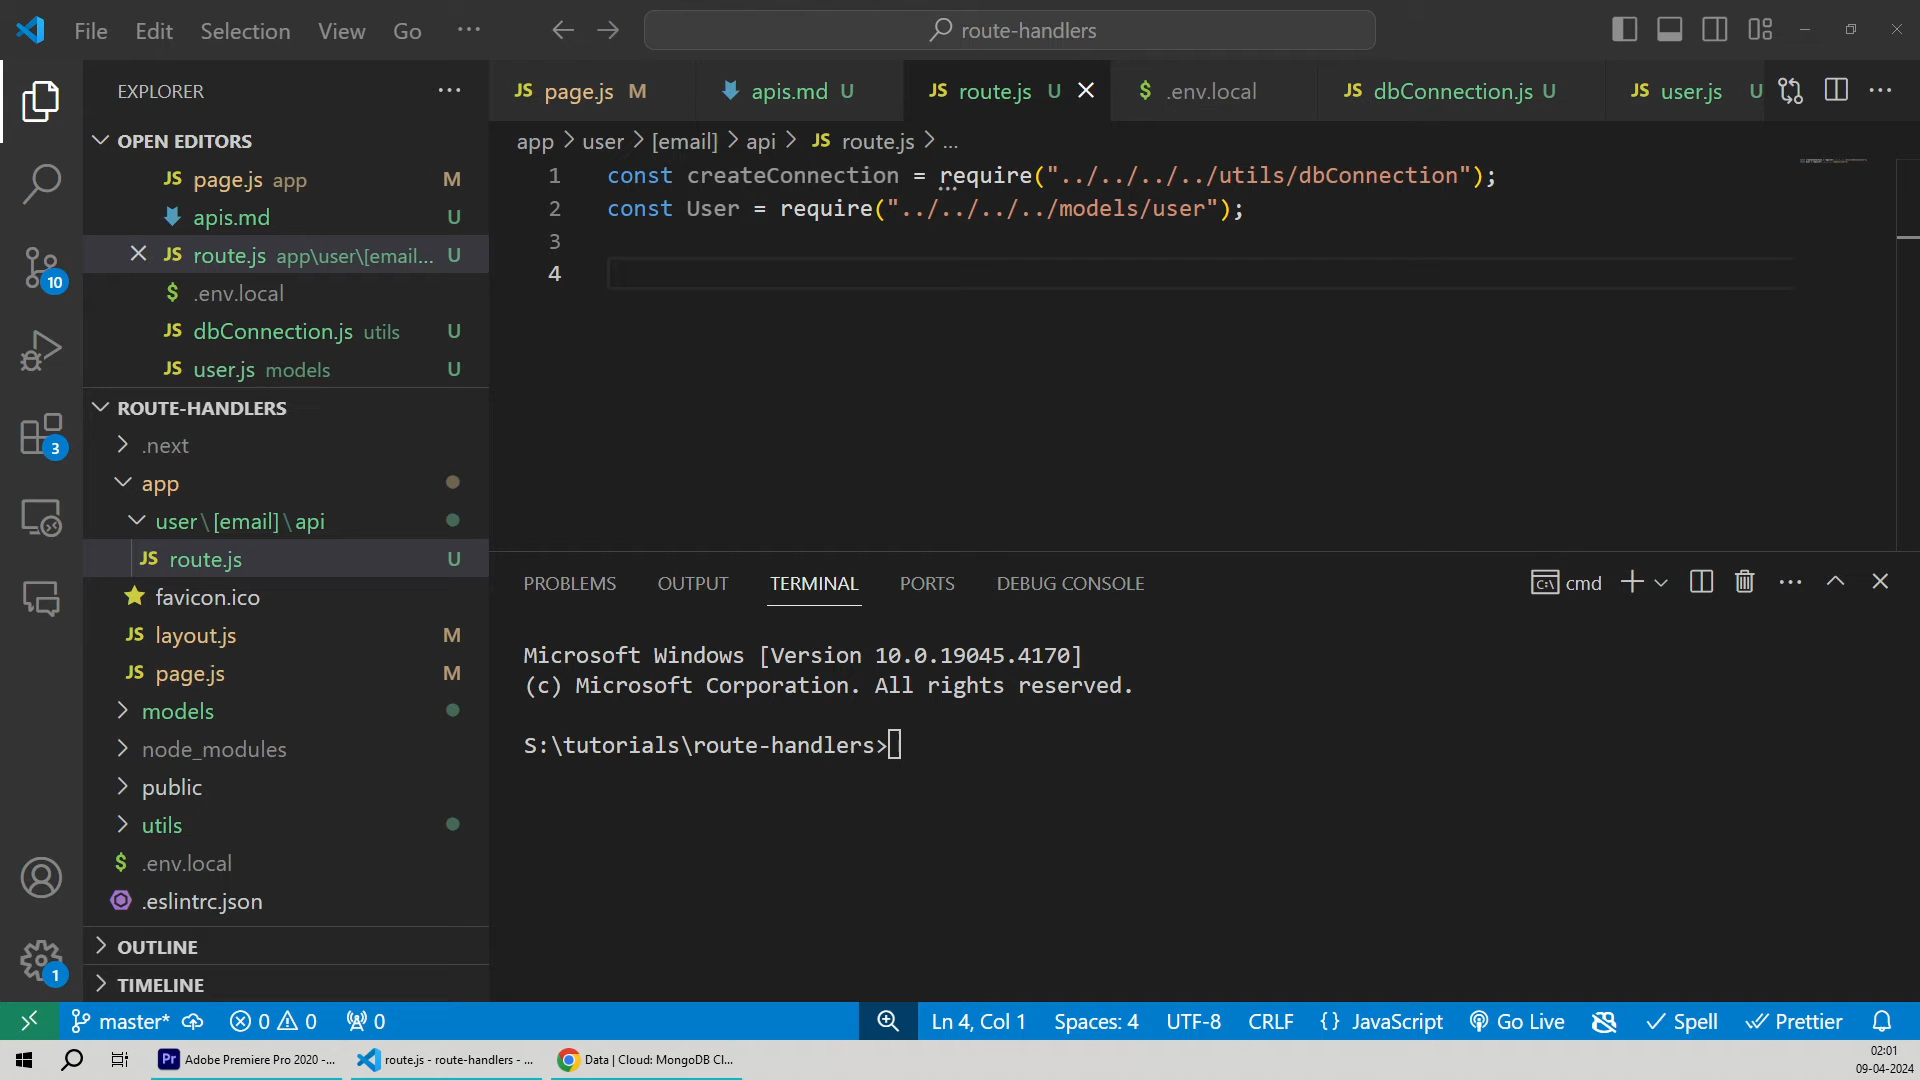 File Edit Selection View Go ...
route-handlers
EXPLORER
OPEN EDITORS
JS page.js app M
apis.md U
JS route.js app\user\[email... U
$ .env.local
JS dbConnection.js utils U
JS user.js models U
ROUTE-HANDLERS
.next
app
user\[email]\api
JS route.js U
favicon.ico
JS layout.js M
JS page.js M
models
node_modules
public
utils
$ .env.local
.eslintrc.json
OUTLINE
TIMELINE
10
3
1
JS page.js M
apis.md U
JS route.js U
$ .env.local
JS dbConnection.js U
JS user.js U
app > user > [email] > api > JS route.js > ...
1 const createConnection = require("../../../../utils/dbConnection");
2 const User = require("../../../../models/user");
3
4
PROBLEMS OUTPUT TERMINAL PORTS DEBUG CONSOLE
cmd
Microsoft Windows [Version 10.0.19045.4170]
(c) Microsoft Corporation. All rights reserved.
S:\tutorials\route-handlers>
master* 0 0 0
Ln 4, Col 1 Spaces: 4 UTF-8 CRLF {} JavaScript Go Live Spell Prettier
Pr Adobe Premiere Pro 2020 -...
route.js - route-handlers - ...
Data | Cloud: MongoDB Cl...
02:01
09-04-2024